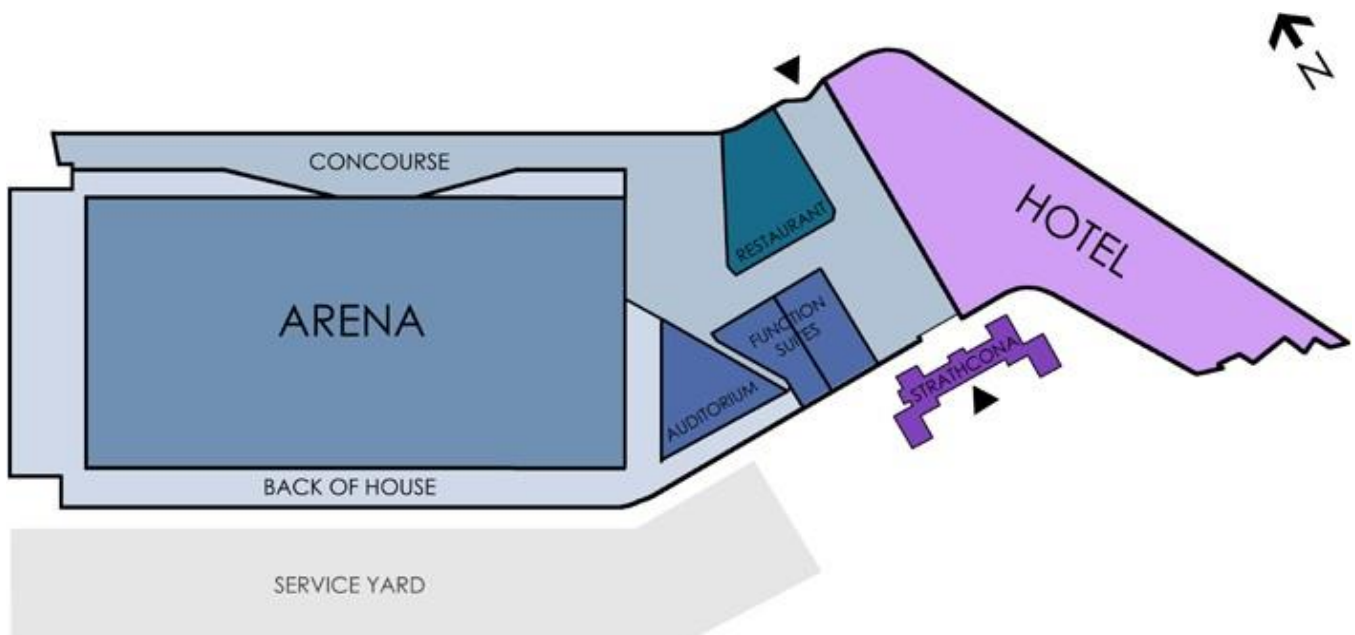 N
CONCOURSE
HOTEL
RESTAURANT
ARENA
FUNCTION
SUITES
STRATHCONA
AUDITORIUM
BACK OF HOUSE
SERVICE YARD